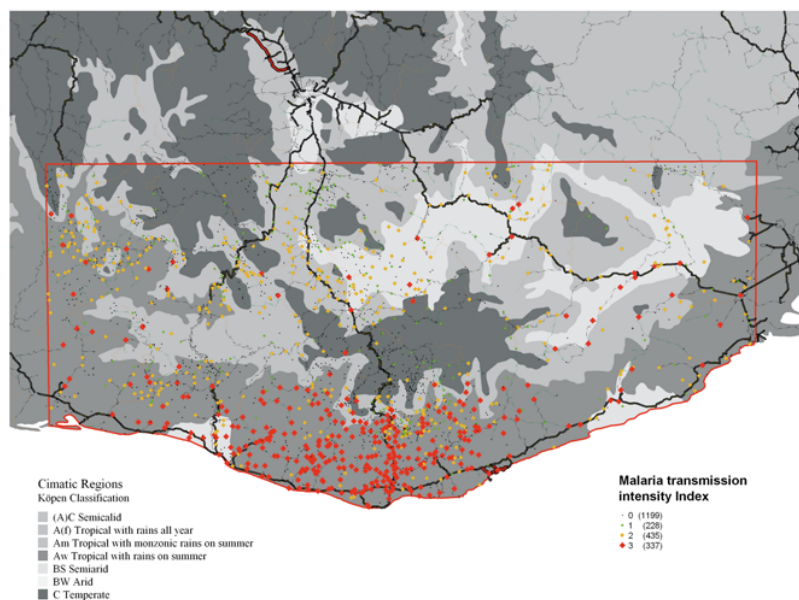 Cimatic Regions
Köpen Classification
(A)C Semicalid
A(f) Tropical with rains all year
Am Tropical with monzonic rains on summer
Aw Tropical with rains on summer
BS Semiarid
BW Arid
C Temperate
Malaria transmission
intensity Index
0 (1199)
1 (228)
2 (435)
3 (337)